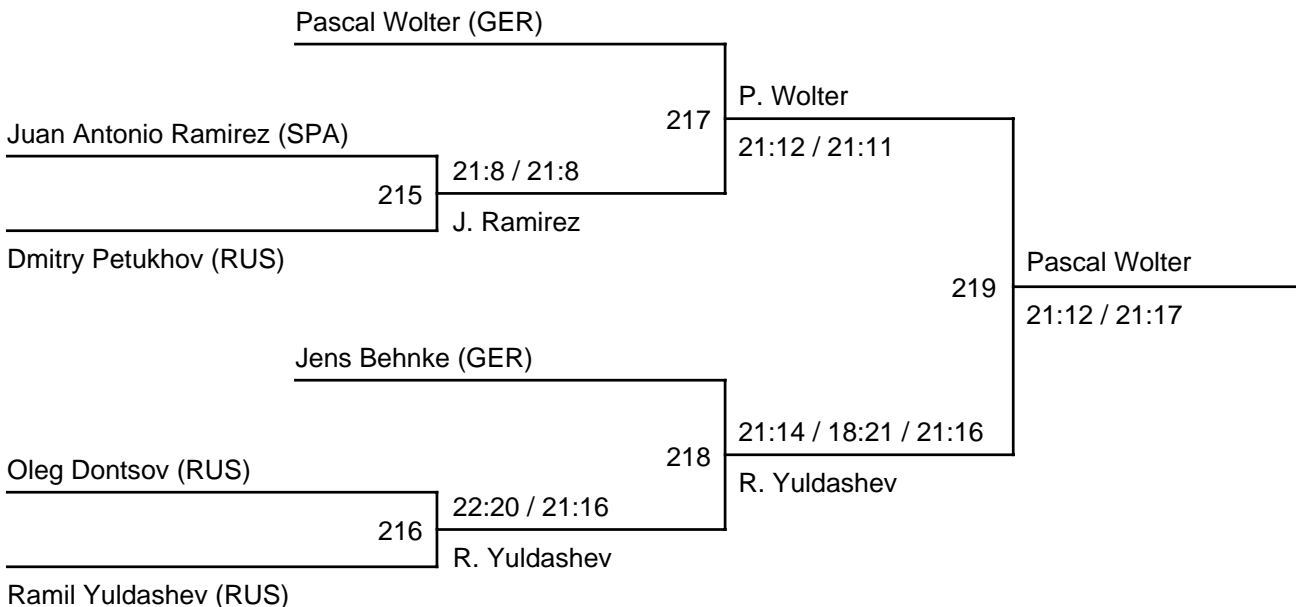 Pascal Wolter (GER)
217
P. Wolter
21:12 / 21:11
Juan Antonio Ramirez (SPA)
215
21:8 / 21:8
J. Ramirez
Dmitry Petukhov (RUS)
219
Pascal Wolter
21:12 / 21:17
Jens Behnke (GER)
218
21:14 / 18:21 / 21:16
R. Yuldashev
Oleg Dontsov (RUS)
216
22:20 / 21:16
R. Yuldashev
Ramil Yuldashev (RUS)